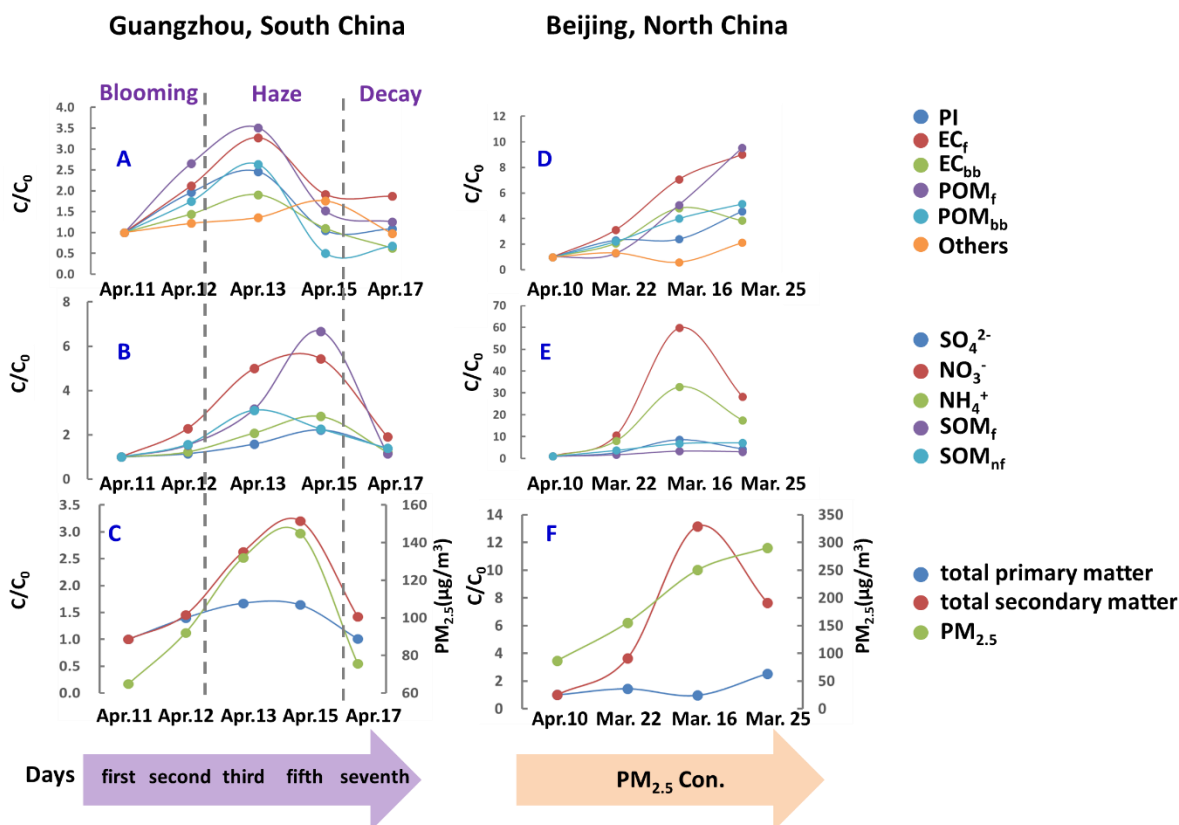 Guangzhou, South China
Beijing, North China
Blooming Haze Decay
A
C/C0
4.0
3.5
3.0
2.5
2.0
1.5
1.0
0.5
0.0
Apr.11 Apr.12 Apr.13 Apr.15 Apr.17
D
C/C0
12
10
8
6
4
2
0
Apr.10 Mar. 22 Mar. 16 Mar. 25
PI
ECf
ECbb
POMf
POMbb
Others
B
C/C0
8
6
4
2
0
Apr.11 Apr.12 Apr.13 Apr.15 Apr.17
E
C/C0
70
60
50
40
30
20
10
0
Apr.10 Mar. 22 Mar. 16 Mar. 25
SO42-
NO3-
NH4+
SOMf
SOMnf
C
C/C0
3.5
3.0
2.5
2.0
1.5
1.0
0.5
0.0
160
140
120
100
80
60
PM2.5(μg/m³)
Apr.11 Apr.12 Apr.13 Apr.15 Apr.17
F
C/C0
14
12
10
8
6
4
2
0
350
300
250
200
150
100
50
0
PM2.5(μg/m³)
Apr.10 Mar. 22 Mar. 16 Mar. 25
total primary matter
total secondary matter
PM2.5
Days first second third fifth seventh
PM2.5 Con.